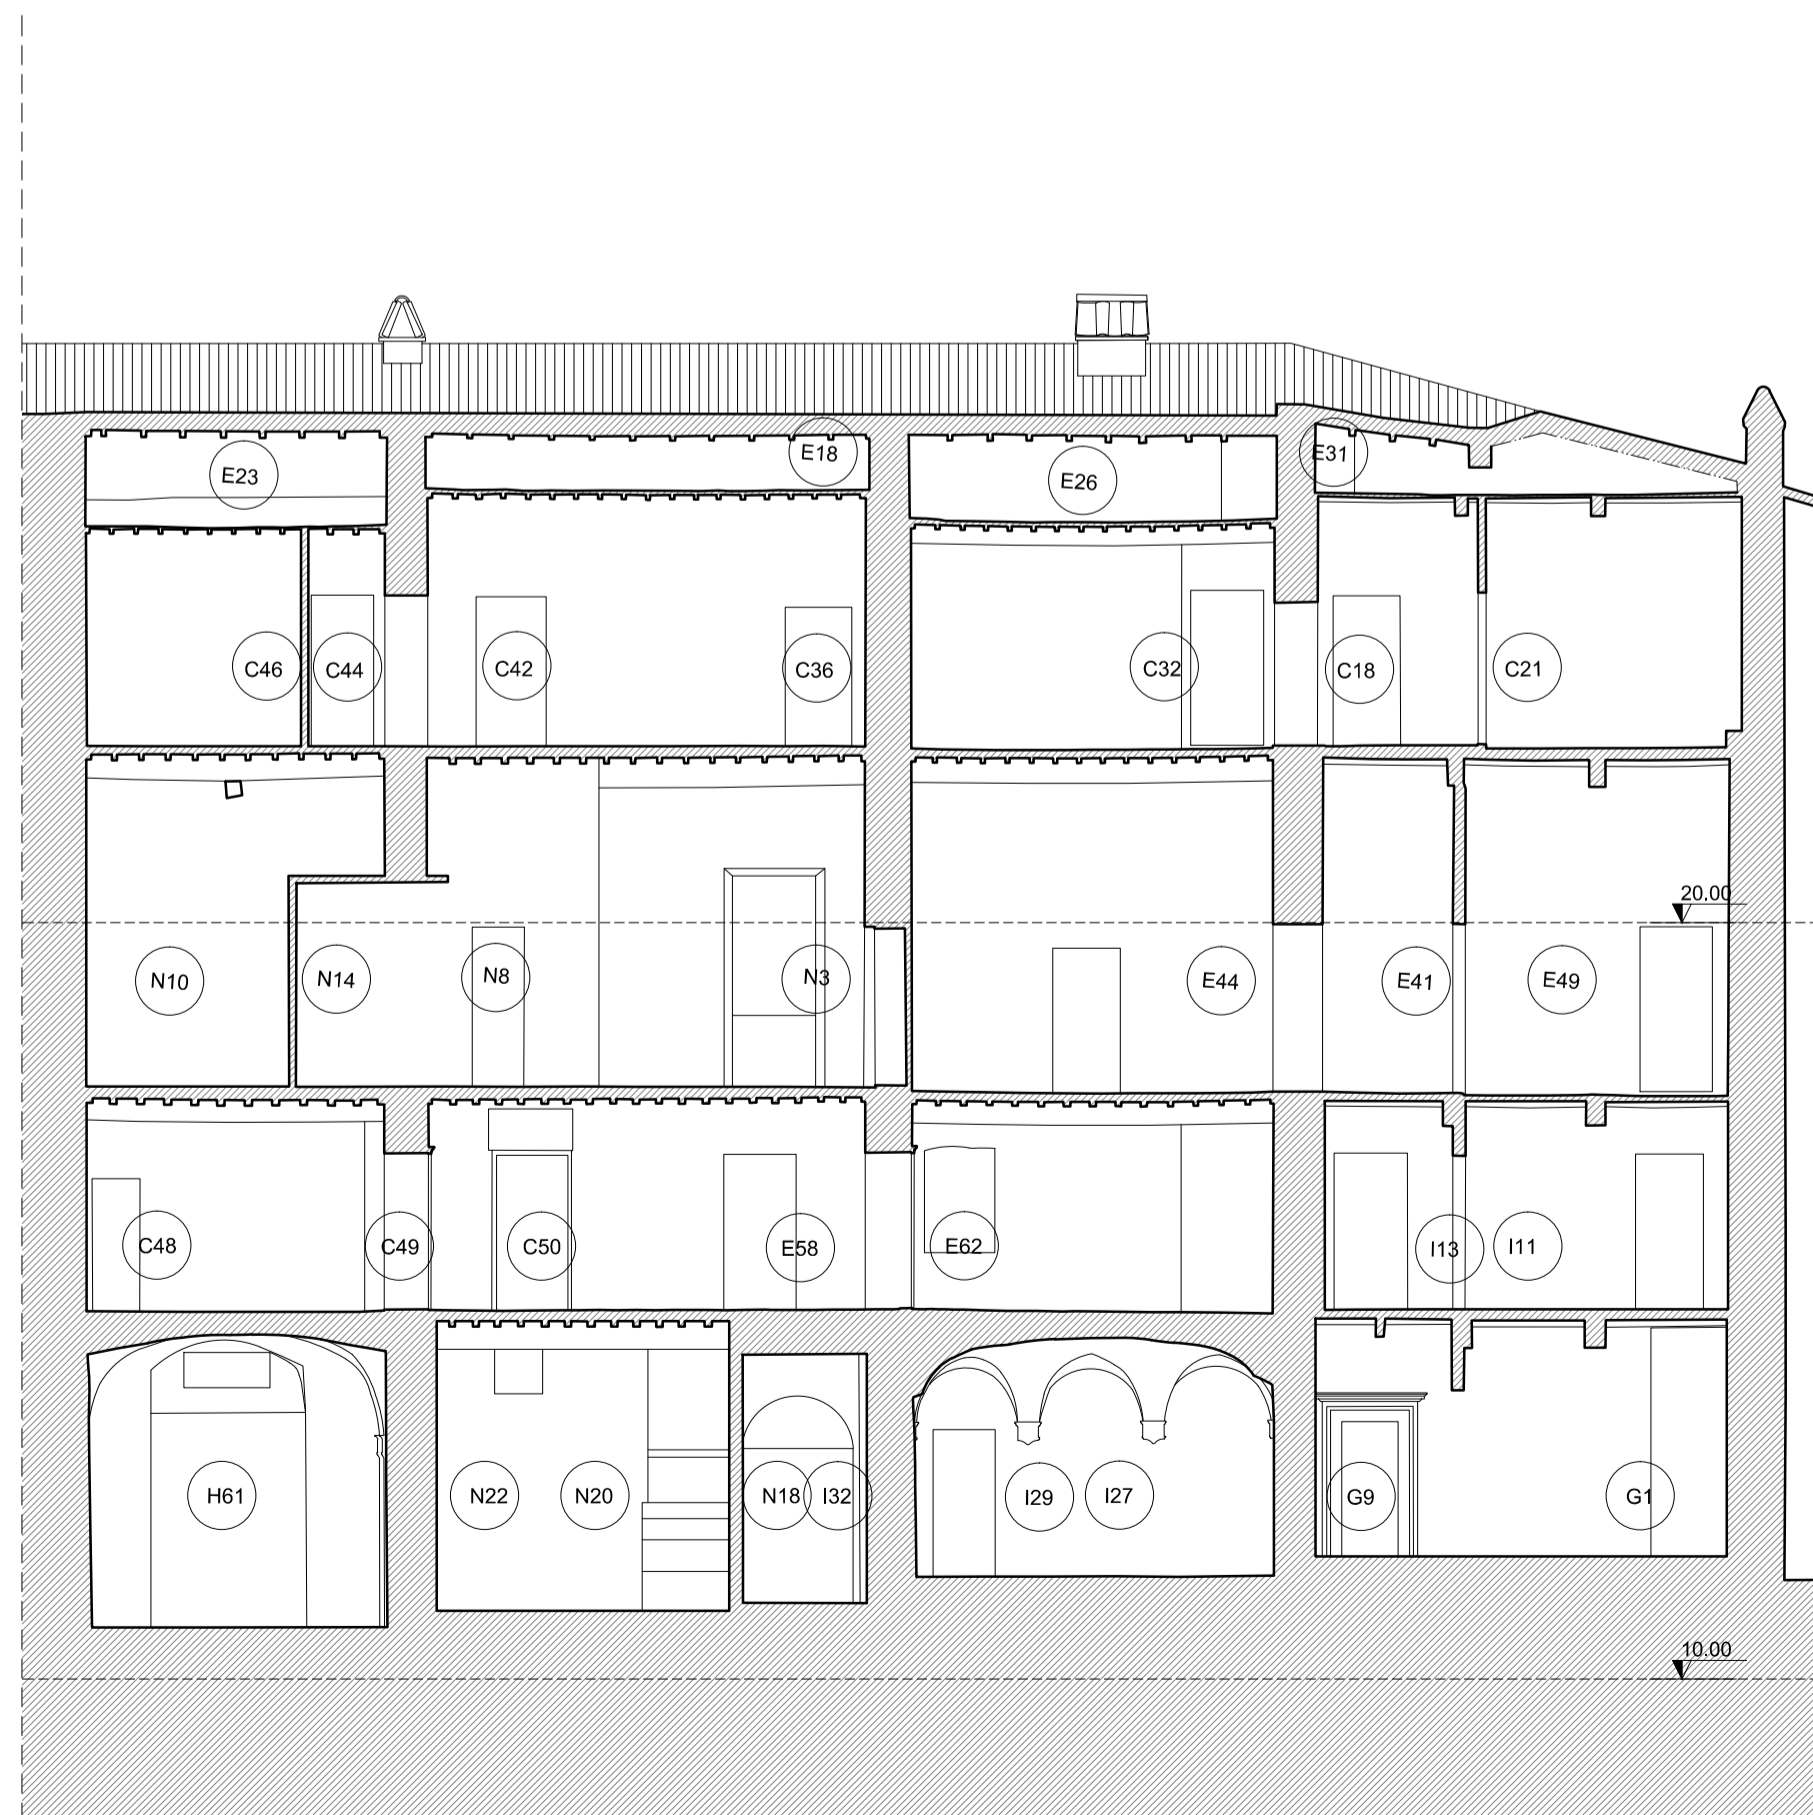 E23
E18
E26
E31
C46
C44
C42
C36
C32
C18
C21
20.00
N10
N14
N8
N3
E44
E41
E49
C48
C49
C50
E58
E62
I13
I11
H61
N22
N20
N18
I32
I29
I27
G9
G1
10.00